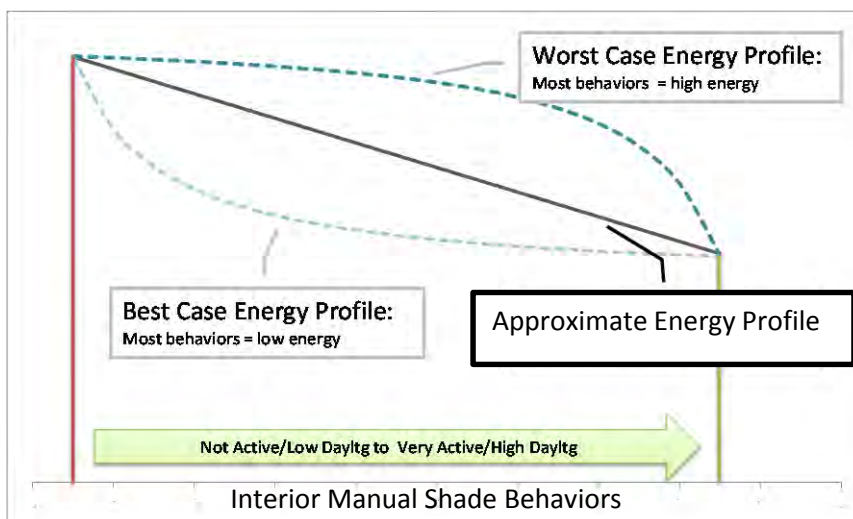 Worst Case Energy Profile:
Most behaviors = high energy
Best Case Energy Profile:
Most behaviors = low energy
Approximate Energy Profile
Not Active/Low Dayltg to Very Active/High Dayltg
Interior Manual Shade Behaviors